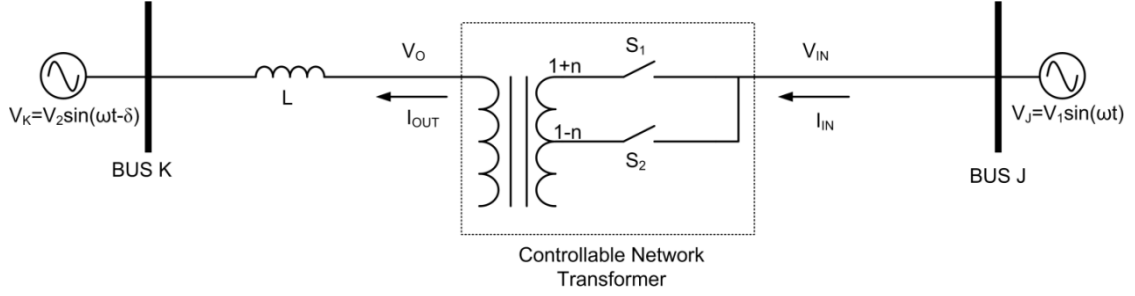 V_O
S_1
V_IN
1+n
L
I_OUT
1-n
S_2
I_IN
V_K=V_2sin(ωt-δ)
V_J=V_1sin(ωt)
BUS K
BUS J
Controllable Network
Transformer